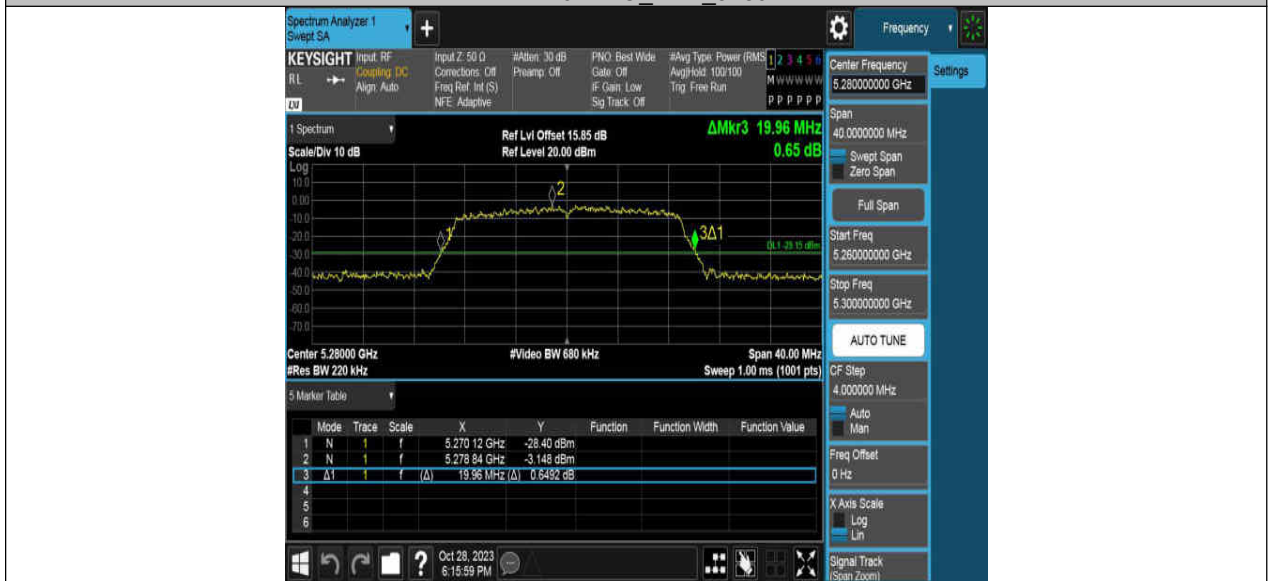 Spectrum Analyzer 1
Swept SA
+
Frequency
KEYSIGHT
RL
LXI
Input: RF
Coupling: DC
Align: Auto
Input Z: 50 Ω
Corrections: Off
Freq Ref: Int (S)
NFE: Adaptive
#Atten: 30 dB
Preamp: Off
PNO: Best Wide
Gate: Off
IF Gain: Low
Sig Track: Off
#Avg Type: Power (RMS
Avg|Hold: 100/100
Trig: Free Run
1 2 3 4 5 6
M W W W W W
P P P P P P
1 Spectrum
Scale/Div 10 dB
Ref Lvl Offset 15.85 dB
Ref Level 20.00 dBm
ΔMkr3 19.96 MHz
0.65 dB
Log
10.0
0.00
-10.0
-20.0
-30.0
-40.0
-50.0
-60.0
-70.0
1
2
3Δ1
DL1 -29.15 dBm
Center 5.28000 GHz
#Video BW 680 kHz
Span 40.00 MHz
#Res BW 220 kHz
Sweep 1.00 ms (1001 pts)
5 Marker Table
Mode Trace Scale X Y Function Function Width Function Value
1 N 1 f 5.270 12 GHz -28.40 dBm
2 N 1 f 5.278 84 GHz -3.148 dBm
3 Δ1 1 f (Δ) 19.96 MHz (Δ) 0.6492 dB
4
5
6
Oct 28, 2023
6:15:59 PM
?
Center Frequency
5.280000000 GHz
Settings
Span
40.0000000 MHz
Swept Span
Zero Span
Full Span
Start Freq
5.260000000 GHz
Stop Freq
5.300000000 GHz
AUTO TUNE
CF Step
4.000000 MHz
Auto
Man
Freq Offset
0 Hz
X Axis Scale
Log
Lin
Signal Track
(Span Zoom)